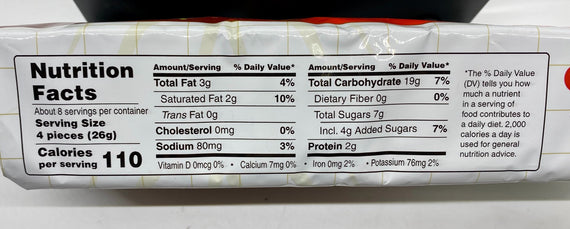 Nutrition
Facts
About 8 servings per container
Serving Size
4 pieces (26g)
Calories
per serving 110
Amount/Serving % Daily Value*
Total Fat 3g 4%
Saturated Fat 2g 10%
Trans Fat 0g
Cholesterol 0mg 0%
Sodium 80mg 3%
Amount/Serving % Daily Value*
Total Carbohydrate 19g 7%
Dietary Fiber 0g 0%
Total Sugars 7g
Incl. 4g Added Sugars 7%
Protein 2g
Vitamin D 0mcg 0% • Calcium 7mg 0% • Iron 0mg 2% • Potassium 76mg 2%
*The % Daily Value
(DV) tells you how
much a nutrient
in a serving of
food contributes to
a daily diet. 2,000
calories a day is
used for general
nutrition advice.